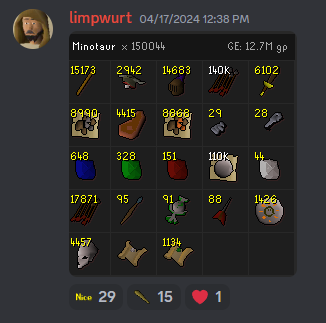 limpwurt 04/17/2024 12:38 PM
Minotaur x 150044 GE: 12.7M gp
15173 2942 14683 140K 6102
8990 4415 8868 29 28
648 328 151 110K 44
17871 95 91 88 1426
4457 1134
Nice 29 15 1